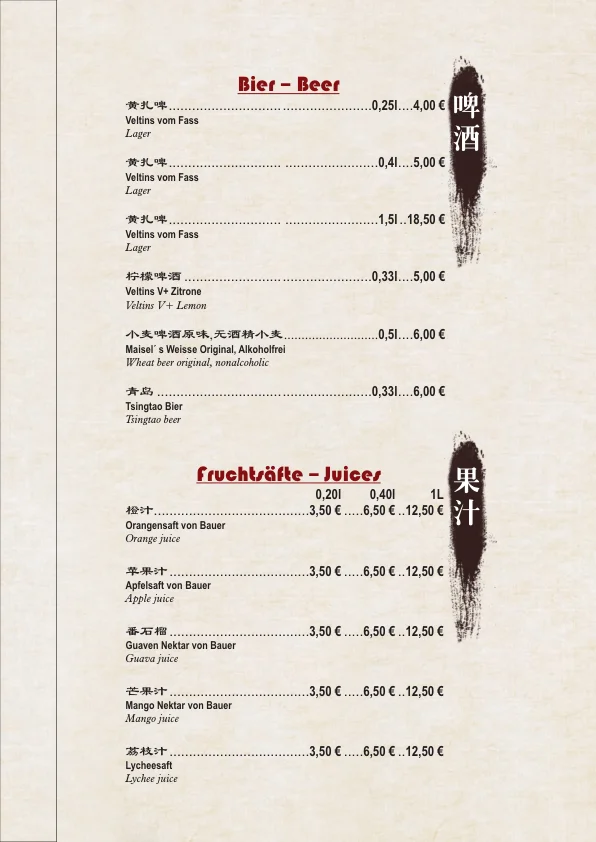 Bier – Beer
啤酒
黄扎啤........................................................0,25l....4,00 €
Veltins vom Fass
Lager
黄扎啤........................................................0,4l....5,00 €
Veltins vom Fass
Lager
黄扎啤........................................................1,5l..18,50 €
Veltins vom Fass
Lager
柠檬啤酒 ................................................0,33l....5,00 €
Veltins V+ Zitrone
Veltins V+ Lemon
小麦啤酒原味,无酒精小麦.............................0,5l....6,00 €
Maisel´s Weisse Original, Alkoholfrei
Wheat beer original, nonalcoholic
青岛 ......................................................0,33l....6,00 €
Tsingtao Bier
Tsingtao beer
Fruchtsäfte – Juices
果汁
0,20l 0,40l 1L
橙汁........................................3,50 € .....6,50 € ..12,50 €
Orangensaft von Bauer
Orange juice
苹果汁 ....................................3,50 € .....6,50 € ..12,50 €
Apfelsaft von Bauer
Apple juice
番石榴 ....................................3,50 € .....6,50 € ..12,50 €
Guaven Nektar von Bauer
Guava juice
芒果汁 ....................................3,50 € .....6,50 € ..12,50 €
Mango Nektar von Bauer
Mango juice
荔枝汁 ....................................3,50 € .....6,50 € ..12,50 €
Lycheesaft
Lychee juice